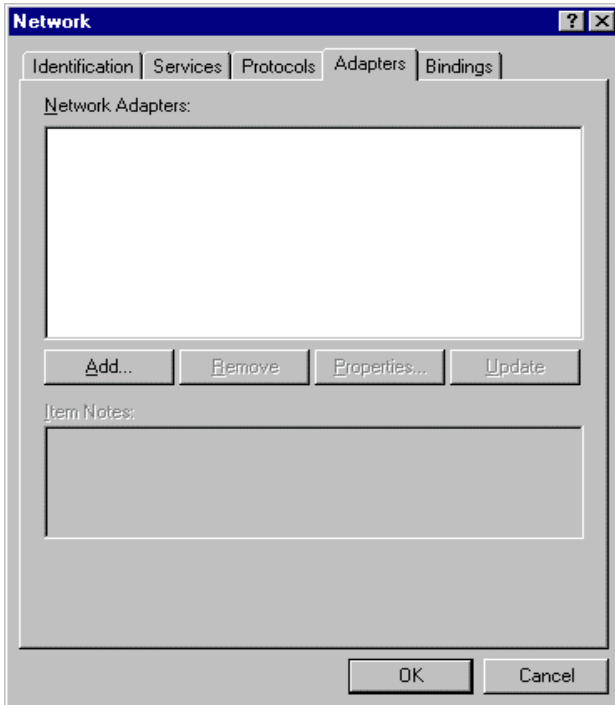 Network
Identification Services Protocols Adapters Bindings
Network Adapters:
Add... Remove Properties... Update
Item Notes:
OK Cancel